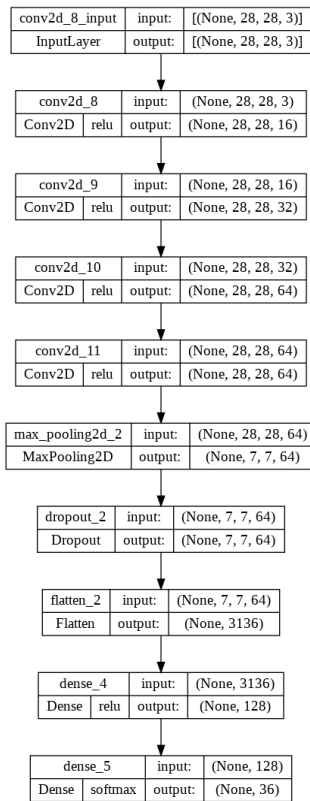 conv2d_8_input input: [(None, 28, 28, 3)]
InputLayer output: [(None, 28, 28, 3)]
conv2d_8 input: (None, 28, 28, 3)
Conv2D relu output: (None, 28, 28, 16)
conv2d_9 input: (None, 28, 28, 16)
Conv2D relu output: (None, 28, 28, 32)
conv2d_10 input: (None, 28, 28, 32)
Conv2D relu output: (None, 28, 28, 64)
conv2d_11 input: (None, 28, 28, 64)
Conv2D relu output: (None, 28, 28, 64)
max_pooling2d_2 input: (None, 28, 28, 64)
MaxPooling2D output: (None, 7, 7, 64)
dropout_2 input: (None, 7, 7, 64)
Dropout output: (None, 7, 7, 64)
flatten_2 input: (None, 7, 7, 64)
Flatten output: (None, 3136)
dense_4 input: (None, 3136)
Dense relu output: (None, 128)
dense_5 input: (None, 128)
Dense softmax output: (None, 36)